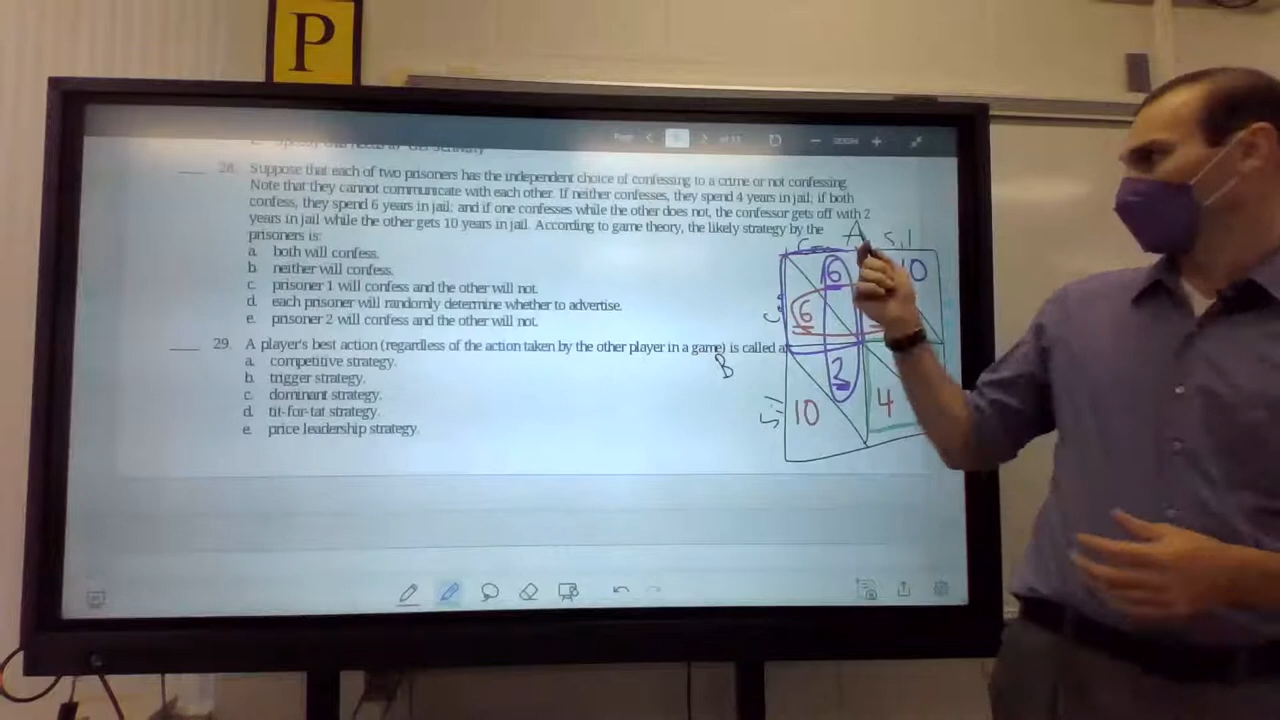 P
Page of 15 ZOOM
28. Suppose that each of two prisoners has the independent choice of confessing to a crime or not confessing.
Note that they cannot communicate with each other. If neither confesses, they spend 4 years in jail; if both
confess, they spend 6 years in jail; and if one confesses while the other does not, the confessor gets off with 2
years in jail while the other gets 10 years in jail. According to game theory, the likely strategy by the
prisoners is:
a. both will confess.
b. neither will confess.
c. prisoner 1 will confess and the other will not.
d. each prisoner will randomly determine whether to advertise.
e. prisoner 2 will confess and the other will not.
29. A player's best action (regardless of the action taken by the other player in a game) is called a
a. competitive strategy.
b. trigger strategy.
c. dominant strategy.
d. tit-for-tat strategy.
e. price leadership strategy.
A
6 10
6
B
2
10 4